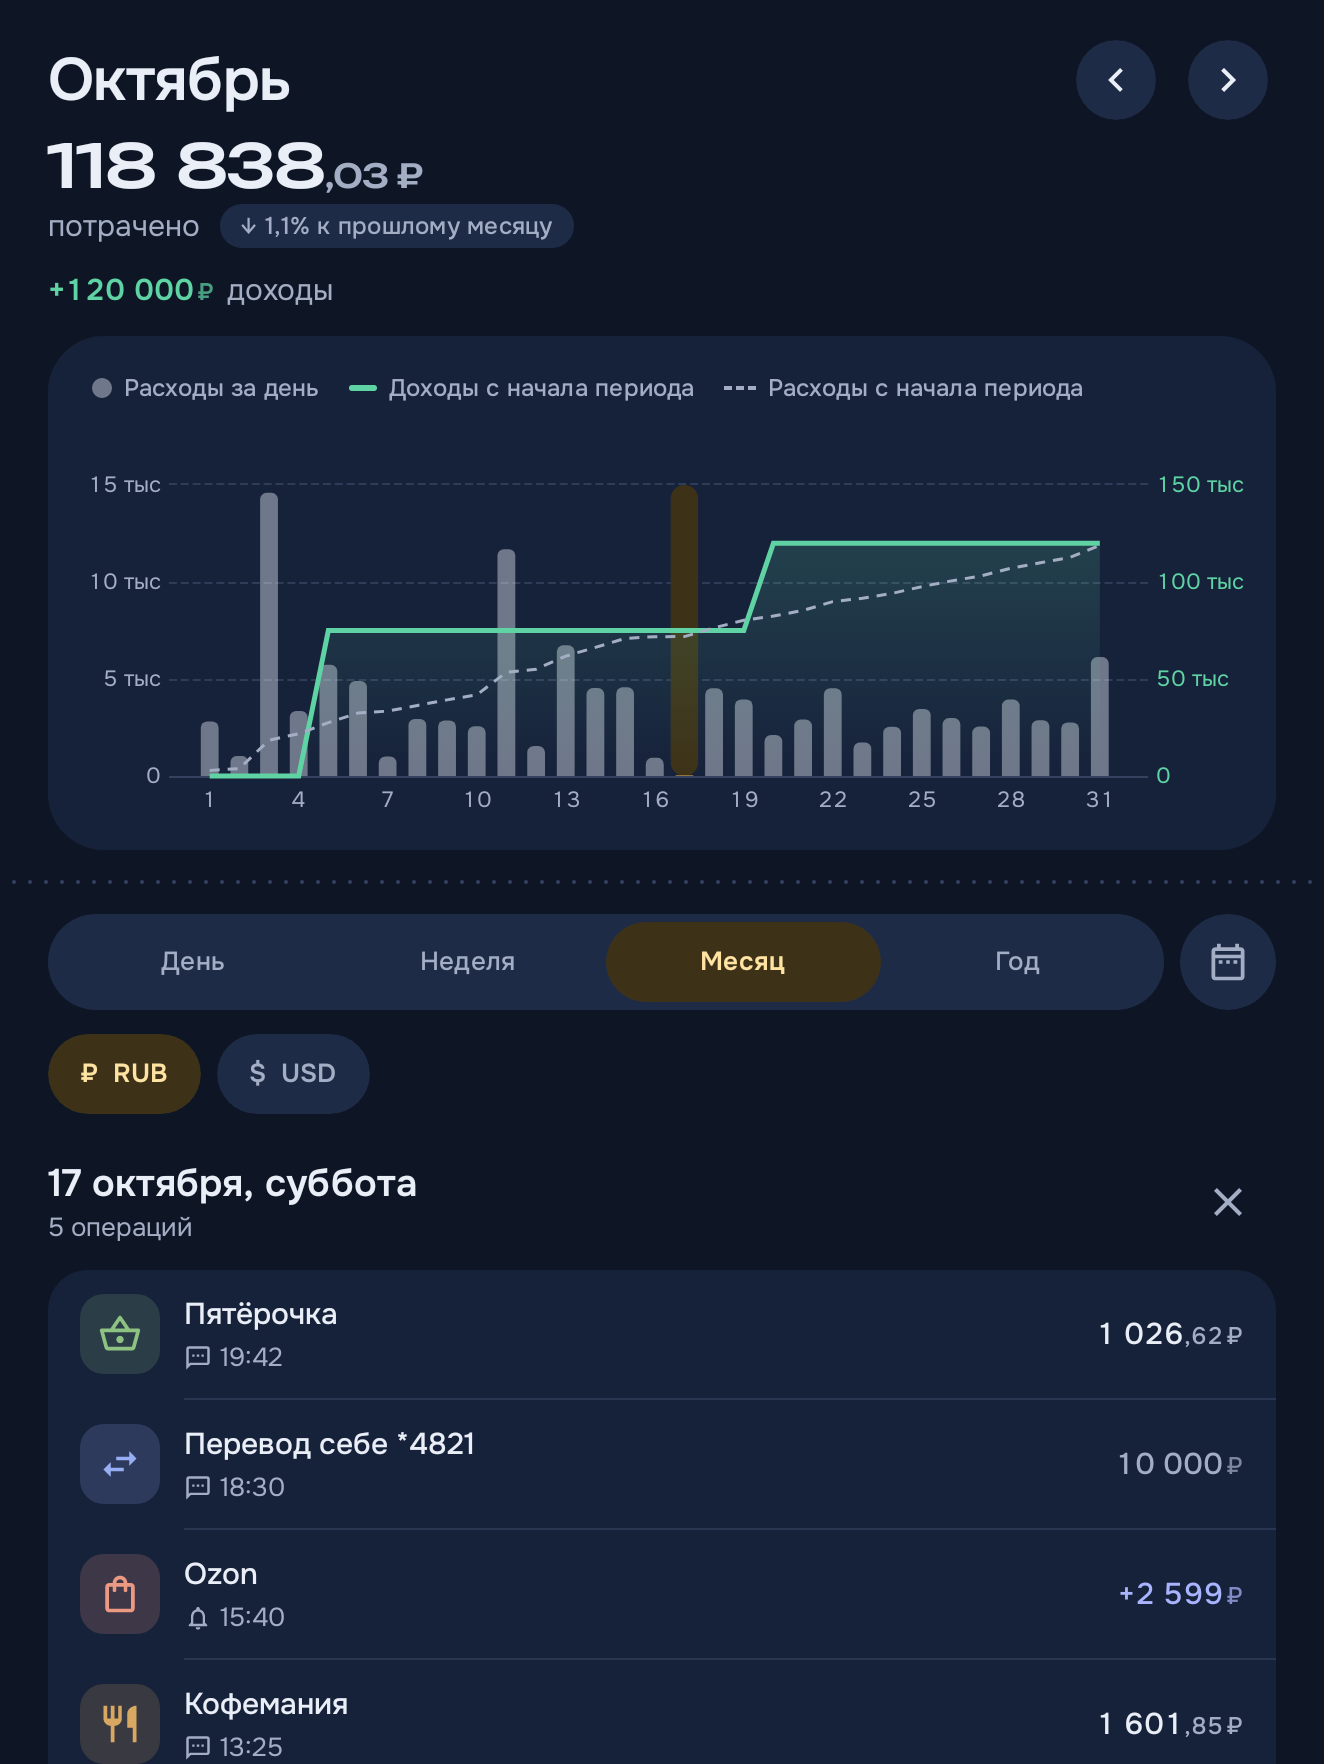 Октябрь
118 838,03 ₽
потрачено ↓ 1,1% к прошлому месяцу
+120 000 ₽ доходы
Расходы за день Доходы с начала периода Расходы с начала периода
15 тыс 150 тыс
10 тыс 100 тыс
5 тыс 50 тыс
0 0
1 4 7 10 13 16 19 22 25 28 31
День Неделя Месяц Год
₽ RUB $ USD
17 октября, суббота
5 операций
Пятёрочка
1 026,62 ₽
19:42
Перевод себе *4821
10 000 ₽
18:30
Ozon
+2 599 ₽
15:40
Кофемания
1 601,85 ₽
13:25